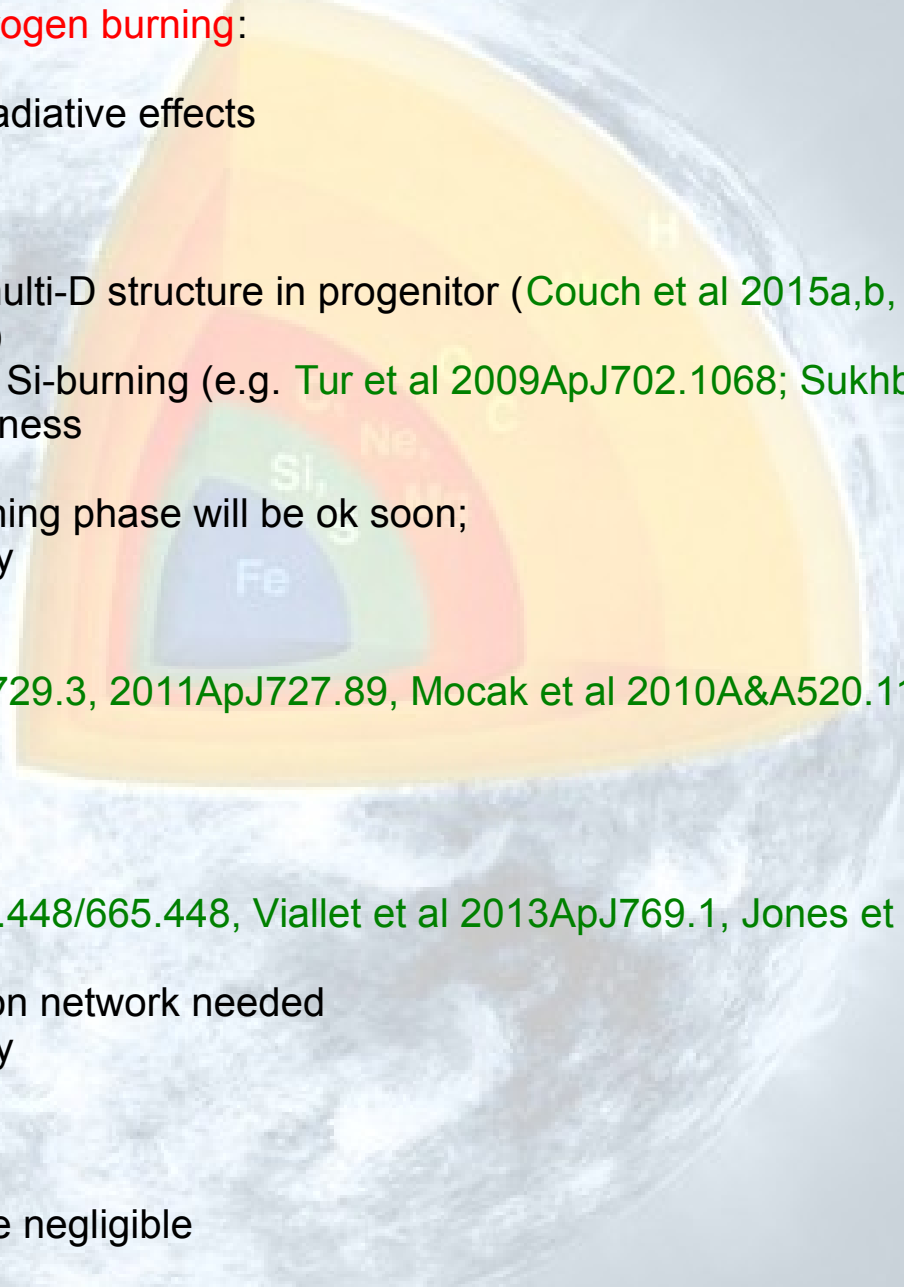 ogen burning:
adiative effects
H
nulti-D structure in progenitor (Couch et al 2015a,b,
)
Si-burning (e.g. Tur et al 2009ApJ702.1068; Sukhb
O,
C
ness
Ne,
Si,
Mg
ning phase will be ok soon;
S
y
Fe
729.3, 2011ApJ727.89, Mocak et al 2010A&A520.11
.448/665.448, Viallet et al 2013ApJ769.1, Jones et
on network needed
y
e negligible